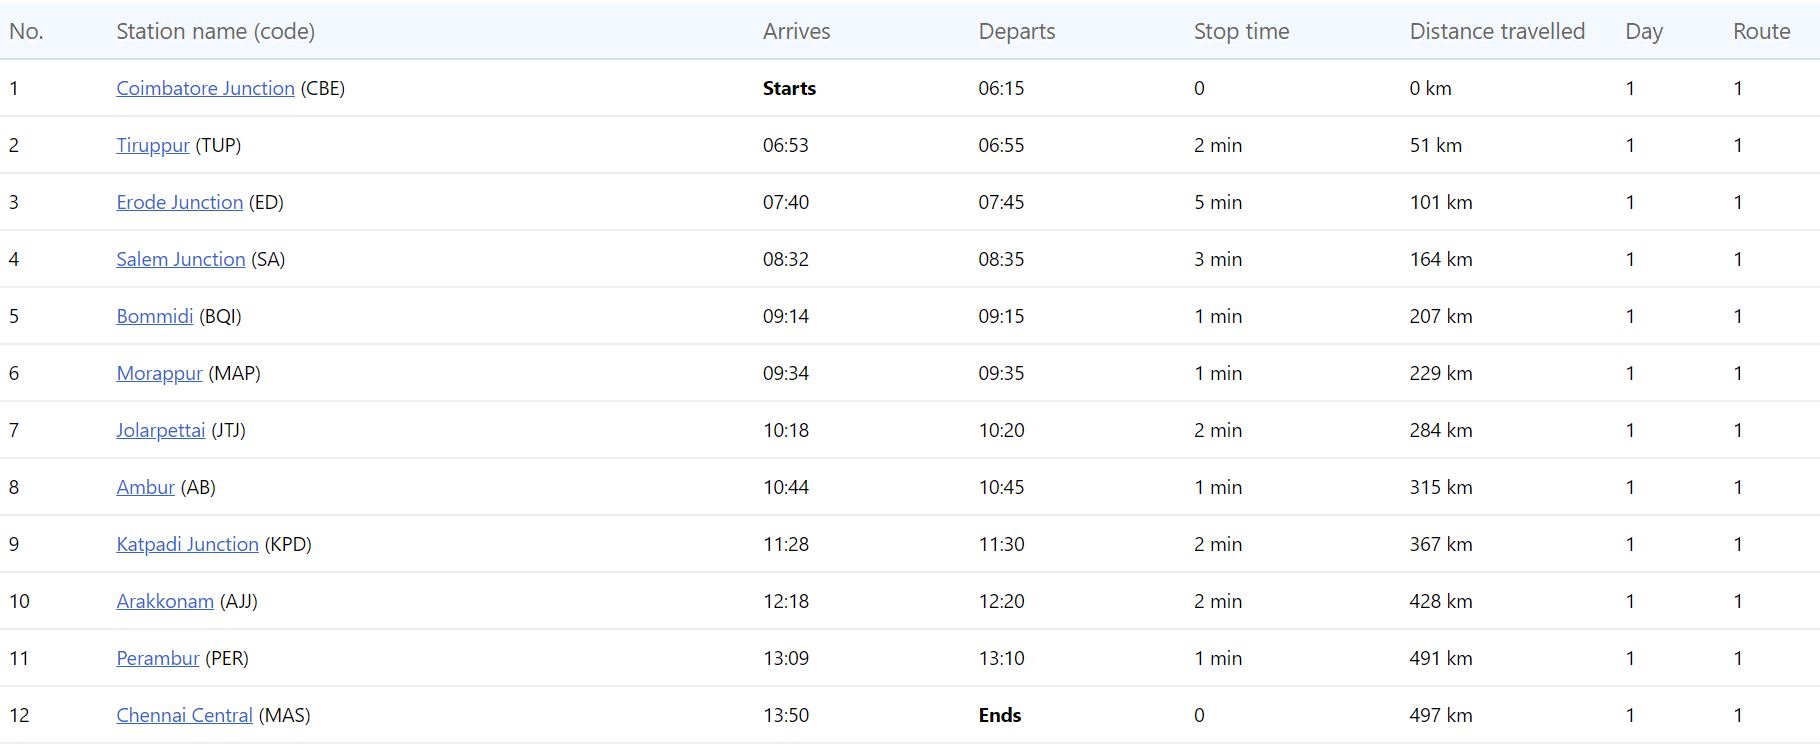 No. Station name (code) Arrives Departs Stop time Distance travelled Day Route
1 Coimbatore Junction (CBE) Starts 06:15 0 0 km 1 1
2 Tiruppur (TUP) 06:53 06:55 2 min 51 km 1 1
3 Erode Junction (ED) 07:40 07:45 5 min 101 km 1 1
4 Salem Junction (SA) 08:32 08:35 3 min 164 km 1 1
5 Bommidi (BQI) 09:14 09:15 1 min 207 km 1 1
6 Morappur (MAP) 09:34 09:35 1 min 229 km 1 1
7 Jolarpettai (JTJ) 10:18 10:20 2 min 284 km 1 1
8 Ambur (AB) 10:44 10:45 1 min 315 km 1 1
9 Katpadi Junction (KPD) 11:28 11:30 2 min 367 km 1 1
10 Arakkonam (AJJ) 12:18 12:20 2 min 428 km 1 1
11 Perambur (PER) 13:09 13:10 1 min 491 km 1 1
12 Chennai Central (MAS) 13:50 Ends 0 497 km 1 1